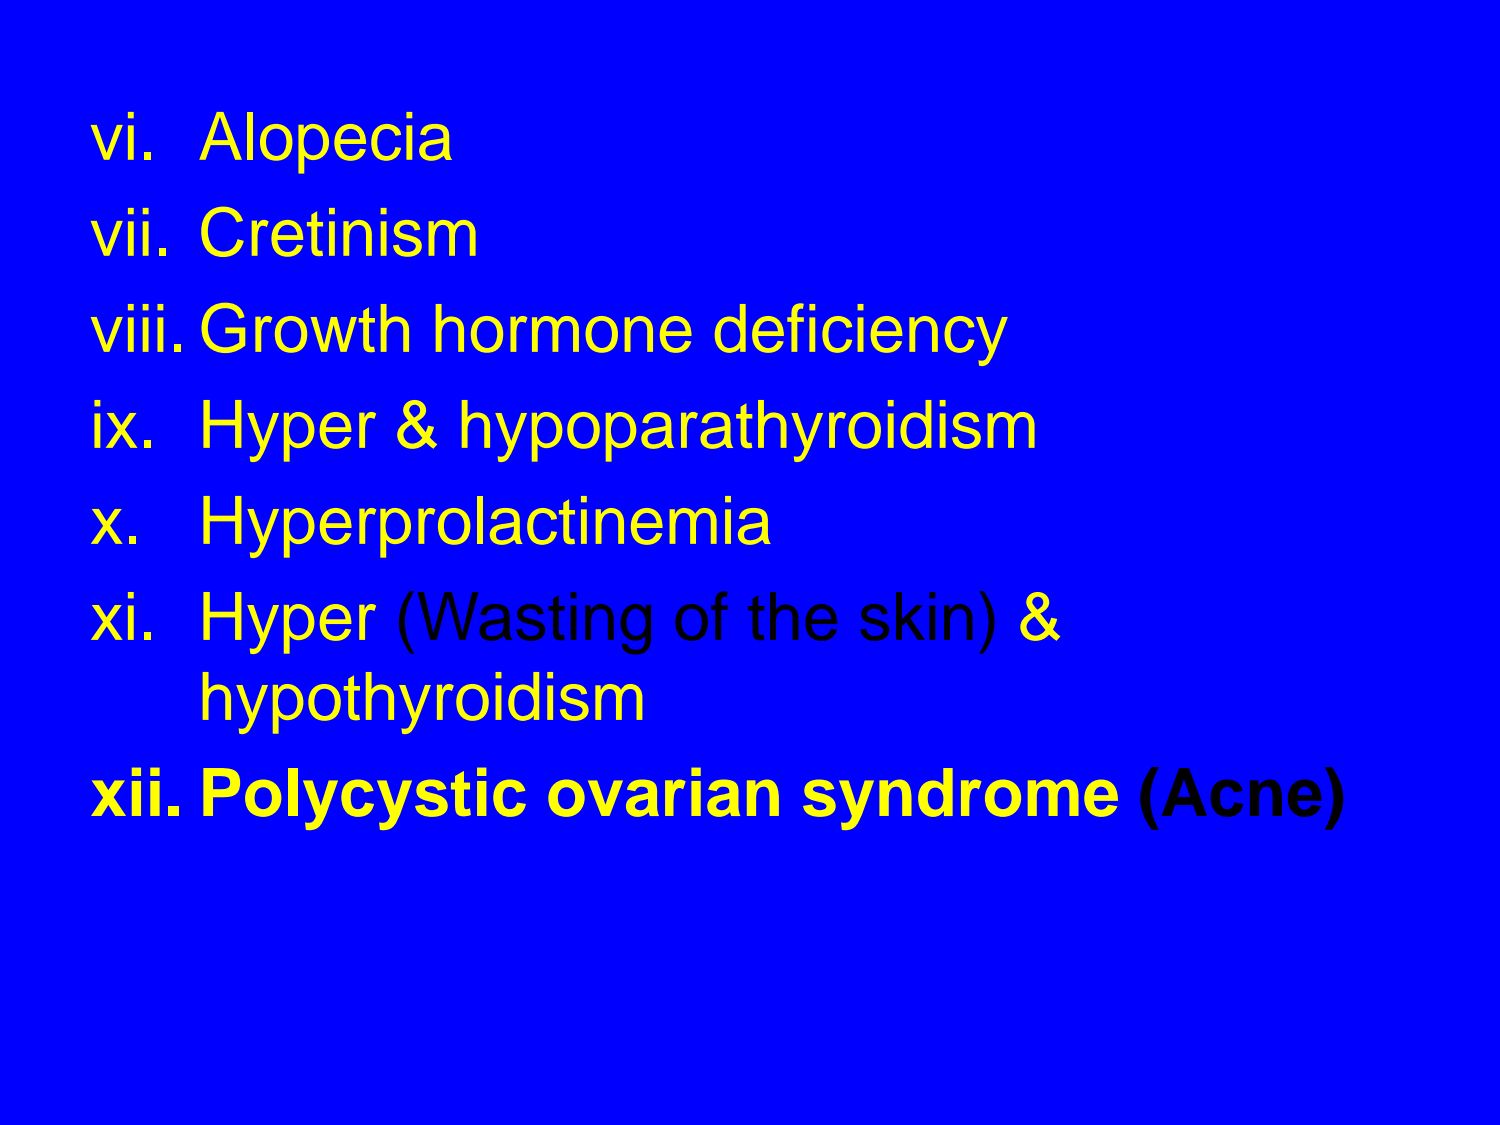 vi. Alopecia
vii. Cretinism
viii. Growth hormone deficiency
ix. Hyper & hypoparathyroidism
x. Hyperprolactinemia
xi. Hyper (Wasting of the skin) &
hypothyroidism
xii. Polycystic ovarian syndrome (Acne)